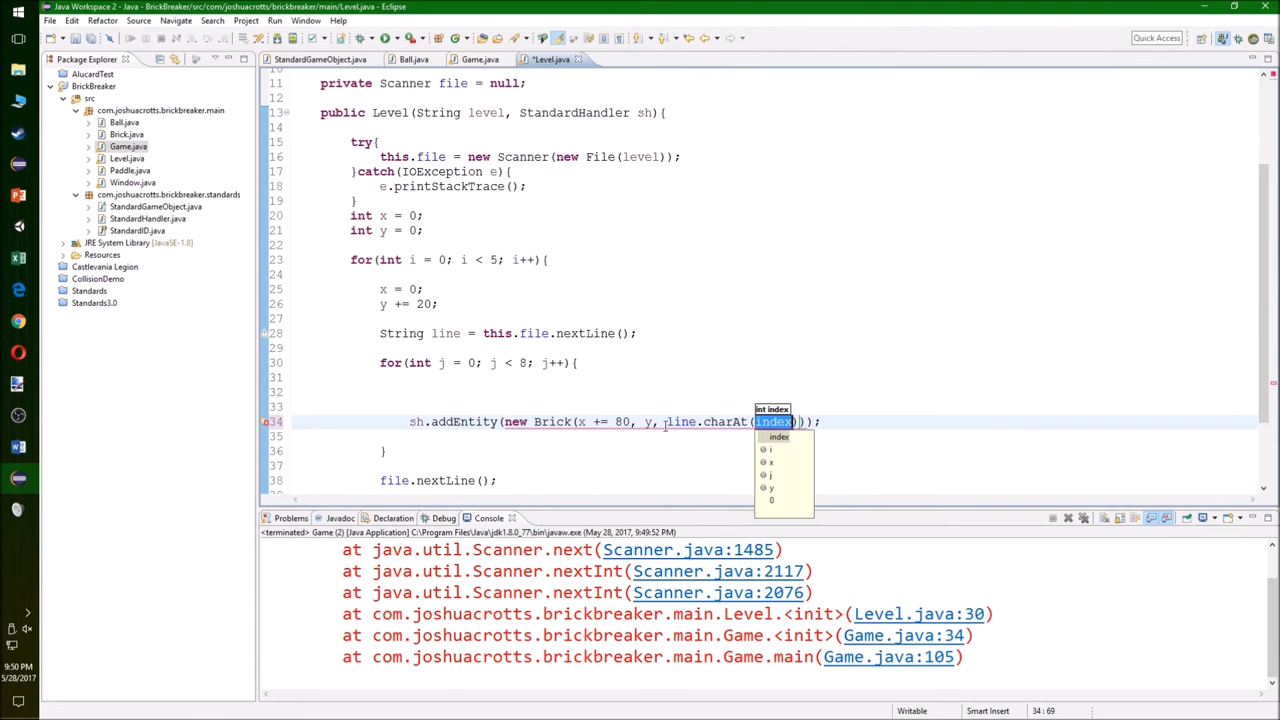 Java Workspace 2 - Java - BrickBreaker/src/com/joshuacrotts/brickbreaker/main/Level.java - Eclipse
File Edit Refactor Source Navigate Search Project Run Window Help
Quick Access
Package Explorer
StandardGameObject.java
Ball.java
Game.java
*Level.java
AlucardTest
BrickBreaker
src
com.joshuacrotts.brickbreaker.main
Ball.java
Brick.java
Game.java
Level.java
Paddle.java
Window.java
com.joshuacrotts.brickbreaker.standards
StandardGameObject.java
StandardHandler.java
StandardID.java
JRE System Library [JavaSE-1.8]
Resources
Castlevania Legion
CollisionDemo
Standards
Standards3.0
10
11 private Scanner file = null;
12
13 public Level(String level, StandardHandler sh){
14
15 try{
16 this.file = new Scanner(new File(level));
17 }catch(IOException e){
18 e.printStackTrace();
19 }
20 int x = 0;
21 int y = 0;
22
23 for(int i = 0; i < 5; i++){
24
25 x = 0;
26 y += 20;
27
28 String line = this.file.nextLine();
29
30 for(int j = 0; j < 8; j++){
31
32
33
int index
34 sh.addEntity(new Brick(x += 80, y, line.charAt(index)));
index
i
x
j
y
0
35
36 }
37
38 file.nextLine();
Problems Javadoc Declaration Debug Console
<terminated> Game (2) [Java Application] C:\Program Files\Java\jdk1.8.0_77\bin\javaw.exe (May 28, 2017, 9:49:52 PM)
at java.util.Scanner.next(Scanner.java:1485)
at java.util.Scanner.nextInt(Scanner.java:2117)
at java.util.Scanner.nextInt(Scanner.java:2076)
at com.joshuacrotts.brickbreaker.main.Level.<init>(Level.java:30)
at com.joshuacrotts.brickbreaker.main.Game.<init>(Game.java:34)
at com.joshuacrotts.brickbreaker.main.Game.main(Game.java:105)
9:50 PM
5/28/2017
Writable Smart Insert 34 : 69